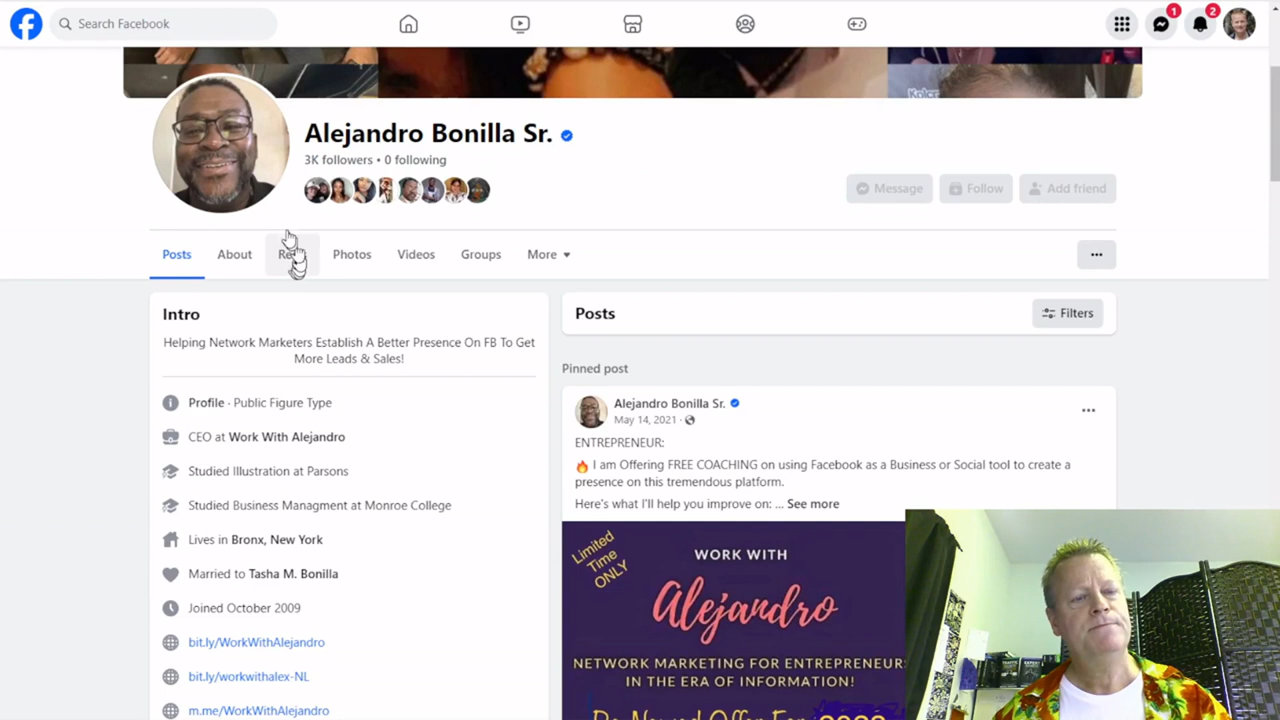 Search Facebook
1
2
Kolor
Alejandro Bonilla Sr.
3K followers • 0 following
Message
Follow
Add friend
Posts
About
Photos
Videos
Groups
More
Intro
Helping Network Marketers Establish A Better Presence On FB To Get
More Leads & Sales!
Profile · Public Figure Type
CEO at Work With Alejandro
Studied Illustration at Parsons
Studied Business Managment at Monroe College
Lives in Bronx, New York
Married to Tasha M. Bonilla
Joined October 2009
bit.ly/WorkWithAlejandro
bit.ly/workwithalex-NL
m.me/WorkWithAlejandro
Posts
Filters
Pinned post
Alejandro Bonilla Sr.
May 14, 2021 ·
ENTREPRENEUR:
🔥 I am Offering FREE COACHING on using Facebook as a Business or Social tool to create a
presence on this tremendous platform.
Here's what I'll help you improve on: ... See more
Limited
Time
ONLY
WORK WITH
Alejandro
NETWORK MARKETING FOR ENTREPRENEUR
IN THE ERA OF INFORMATION!